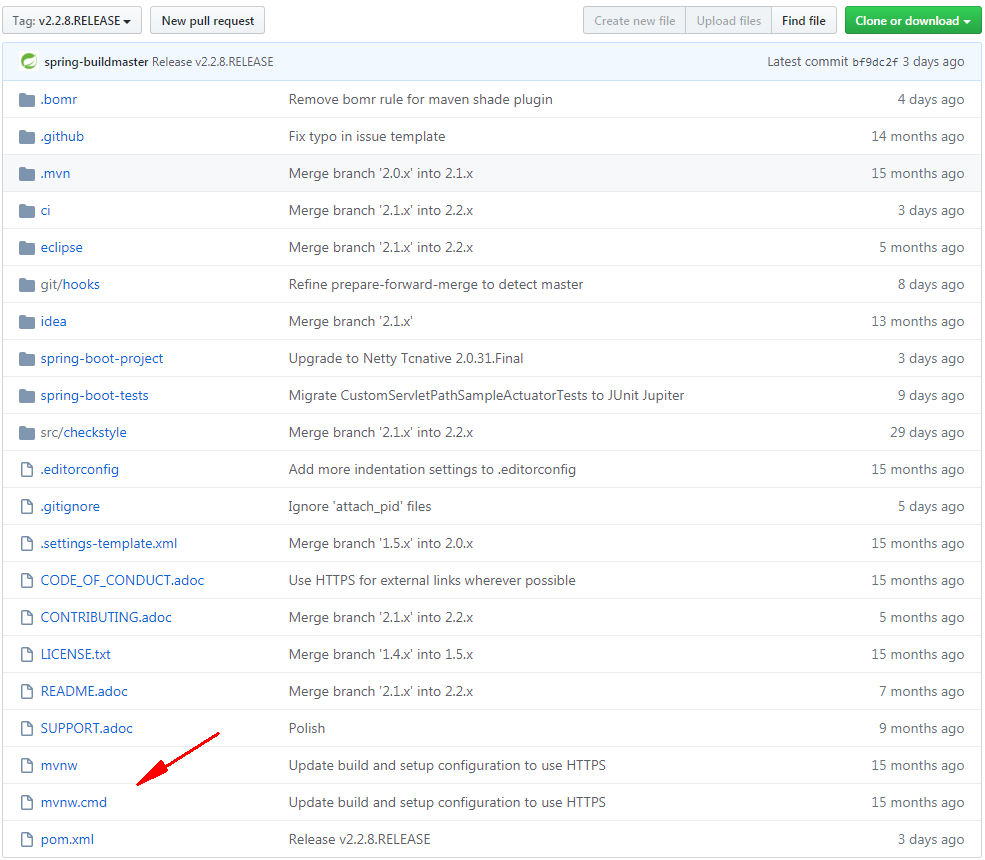 Tag: v2.2.8.RELEASE New pull request Create new file Upload files Find file Clone or download
spring-buildmaster Release v2.2.8.RELEASE Latest commit bf9dc2f 3 days ago
.bomr Remove bomr rule for maven shade plugin 4 days ago
.github Fix typo in issue template 14 months ago
.mvn Merge branch '2.0.x' into 2.1.x 15 months ago
ci Merge branch '2.1.x' into 2.2.x 3 days ago
eclipse Merge branch '2.1.x' into 2.2.x 5 months ago
git/hooks Refine prepare-forward-merge to detect master 8 days ago
idea Merge branch '2.1.x' 13 months ago
spring-boot-project Upgrade to Netty Tcnative 2.0.31.Final 3 days ago
spring-boot-tests Migrate CustomServletPathSampleActuatorTests to JUnit Jupiter 9 days ago
src/checkstyle Merge branch '2.1.x' into 2.2.x 29 days ago
.editorconfig Add more indentation settings to .editorconfig 15 months ago
.gitignore Ignore 'attach_pid' files 5 days ago
.settings-template.xml Merge branch '1.5.x' into 2.0.x 15 months ago
CODE_OF_CONDUCT.adoc Use HTTPS for external links wherever possible 15 months ago
CONTRIBUTING.adoc Merge branch '2.1.x' into 2.2.x 5 months ago
LICENSE.txt Merge branch '1.4.x' into 1.5.x 15 months ago
README.adoc Merge branch '2.1.x' into 2.2.x 7 months ago
SUPPORT.adoc Polish 9 months ago
mvnw Update build and setup configuration to use HTTPS 15 months ago
mvnw.cmd Update build and setup configuration to use HTTPS 15 months ago
pom.xml Release v2.2.8.RELEASE 3 days ago